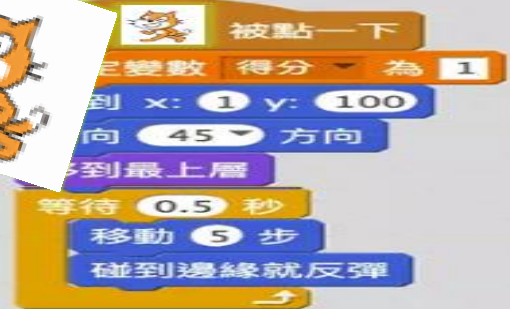 被點一下
變數 得分 為 1
到 x: 1 y: 100
向 45 方向
到最上層
等待 0.5 秒
移動 5 步
碰到邊緣就反彈